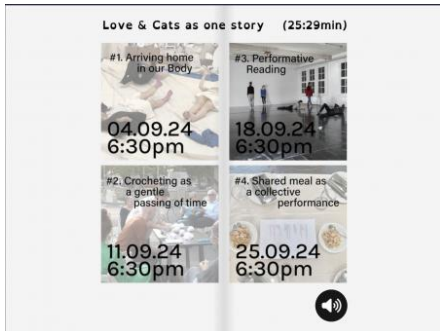 Love & Cats as one story (25:29min)
#1. Arriving home
in our Body
04.09.24
6:30pm
#3. Performative
Reading
18.09.24
6:30pm
#2. Crocheting as
a gentle
passing of time
11.09.24
6:30pm
#4. Shared meal as
a collective
performance
25.09.24
6:30pm